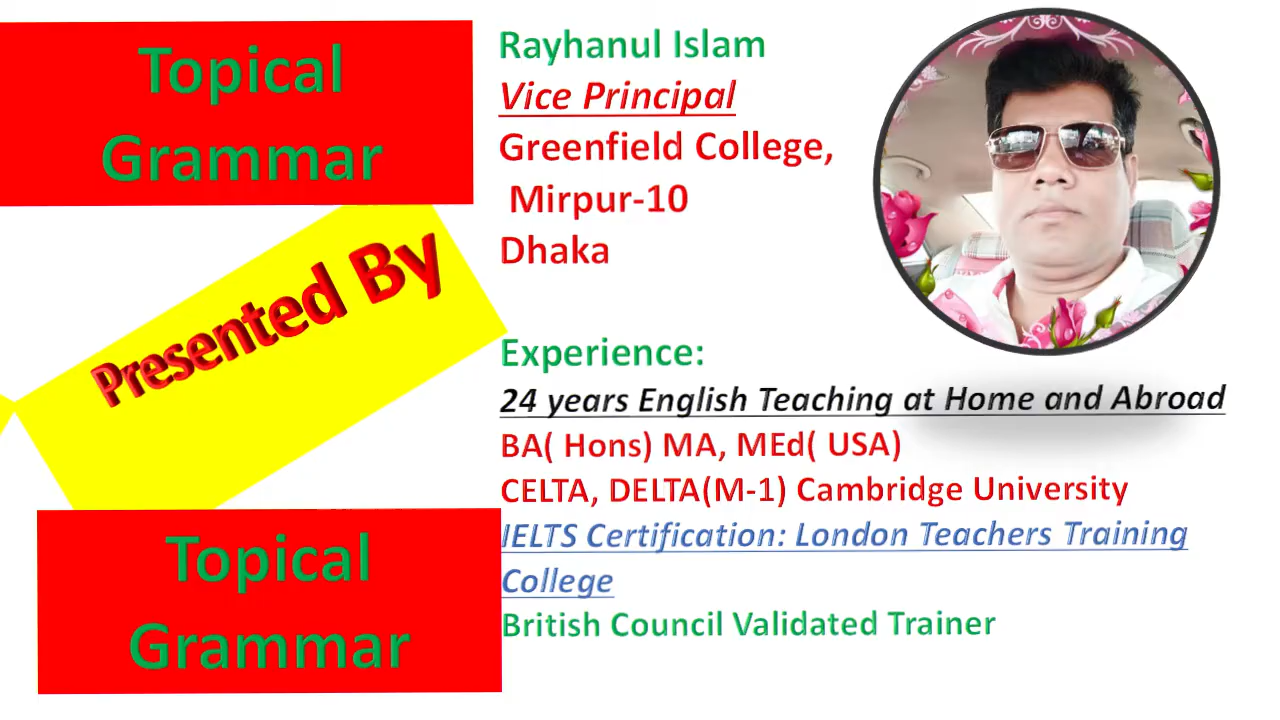 Topical
Grammar
Presented By
Topical
Grammar
Rayhanul Islam
Vice Principal
Greenfield College,
Mirpur-10
Dhaka
Experience:
24 years English Teaching at Home and Abroad
BA( Hons) MA, MEd( USA)
CELTA, DELTA(M-1) Cambridge University
IELTS Certification: London Teachers Training
College
British Council Validated Trainer